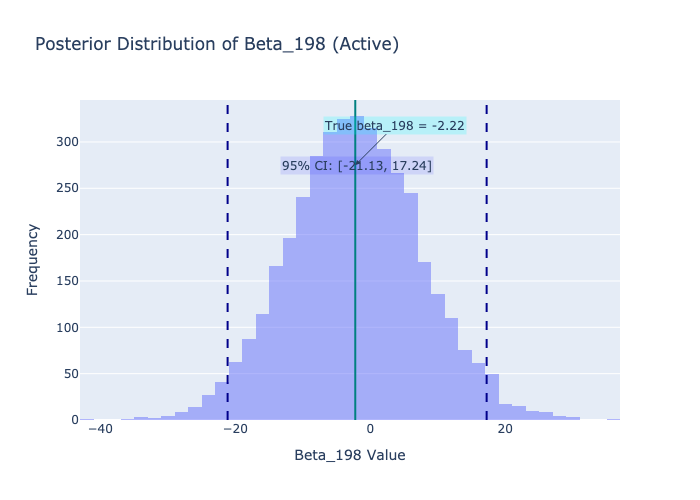 Posterior Distribution of Beta_198 (Active)
True beta_198 = -2.22
95% CI: [-21.13, 17.24]
Frequency
300
250
200
150
100
50
0
−40
−20
0
20
Beta_198 Value